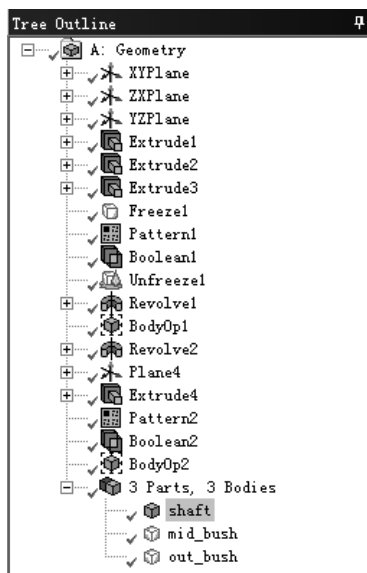 Tree Outline
A: Geometry
XYPlane
ZXPlane
YZPlane
Extrude1
Extrude2
Extrude3
Freeze1
Pattern1
Boolean1
Unfreeze1
Revolve1
BodyOp1
Revolve2
Plane4
Extrude4
Pattern2
Boolean2
BodyOp2
3 Parts, 3 Bodies
shaft
mid_bush
out_bush